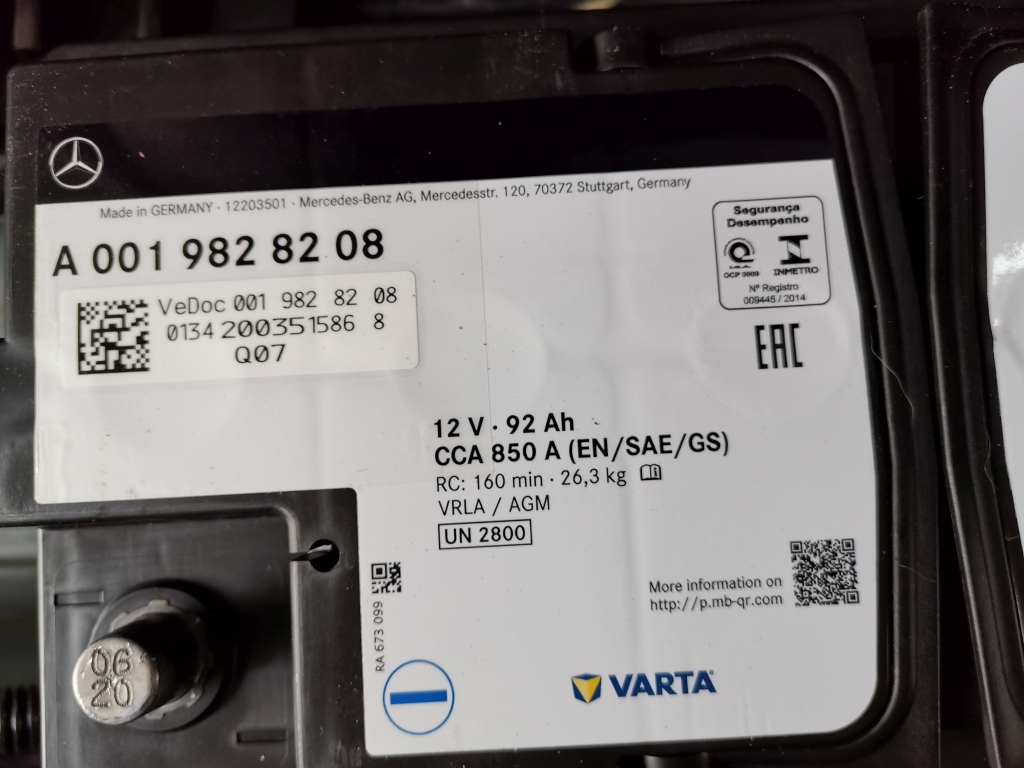 Made in GERMANY · 12203501 · Mercedes-Benz AG, Mercedesstr. 120, 70372 Stuttgart, Germany
A 001 982 82 08
VeDoc 001 982 82 08
0134 200351586 8
Q07
Segurança
Desempenho
OCP 0009
INMETRO
Nº Registro
009445 / 2014
EAC
12 V · 92 Ah
CCA 850 A (EN/SAE/GS)
RC: 160 min · 26,3 kg
VRLA / AGM
UN 2800
More information on
http://p.mb-qr.com
RA 673 099
06
20
VARTA®